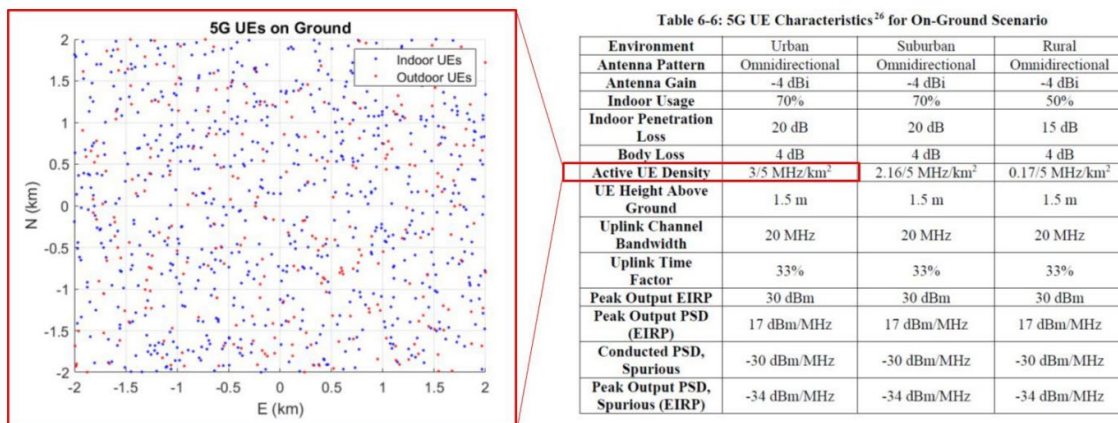 5G UEs on Ground
Indoor UEs
Outdoor UEs
N (km)
2
1.5
1
0.5
0
-0.5
-1
-1.5
-2
-2 -1.5 -1 -0.5 0 0.5 1 1.5 2
E (km)
Table 6-6: 5G UE Characteristics26 for On-Ground Scenario
Environment Urban Suburban Rural
Antenna Pattern Omnidirectional Omnidirectional Omnidirectional
Antenna Gain -4 dBi -4 dBi -4 dBi
Indoor Usage 70% 70% 50%
Indoor Penetration
Loss 20 dB 20 dB 15 dB
Body Loss 4 dB 4 dB 4 dB
Active UE Density 3/5 MHz/km2 2.16/5 MHz/km2 0.17/5 MHz/km2
UE Height Above
Ground 1.5 m 1.5 m 1.5 m
Uplink Channel
Bandwidth 20 MHz 20 MHz 20 MHz
Uplink Time
Factor 33% 33% 33%
Peak Output EIRP 30 dBm 30 dBm 30 dBm
Peak Output PSD
(EIRP) 17 dBm/MHz 17 dBm/MHz 17 dBm/MHz
Conducted PSD,
Spurious -30 dBm/MHz -30 dBm/MHz -30 dBm/MHz
Peak Output PSD,
Spurious (EIRP) -34 dBm/MHz -34 dBm/MHz -34 dBm/MHz